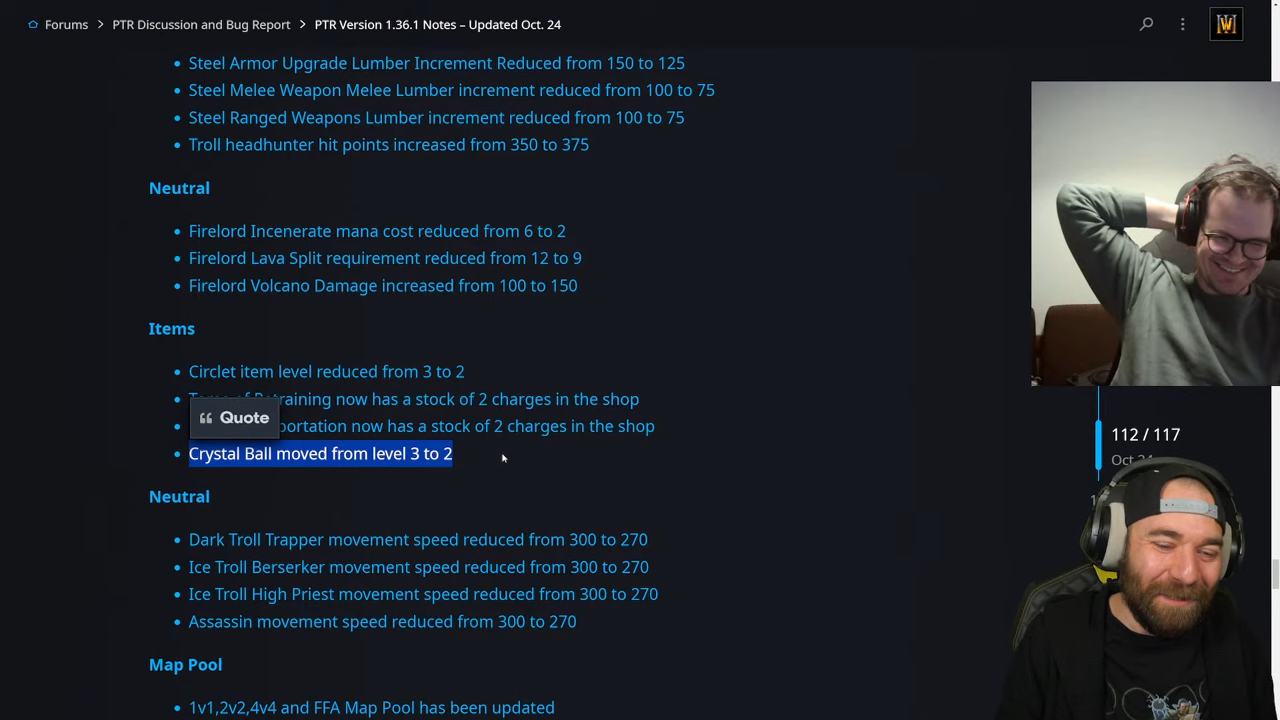 Forums > PTR Discussion and Bug Report > PTR Version 1.36.1 Notes – Updated Oct. 24
Steel Armor Upgrade Lumber Increment Reduced from 150 to 125
Steel Melee Weapon Melee Lumber increment reduced from 100 to 75
Steel Ranged Weapons Lumber increment reduced from 100 to 75
Troll headhunter hit points increased from 350 to 375
Neutral
Firelord Incenerate mana cost reduced from 6 to 2
Firelord Lava Split requirement reduced from 12 to 9
Firelord Volcano Damage increased from 100 to 150
Items
Circlet item level reduced from 3 to 2
now has a stock of 2 charges in the shop
Quote
now has a stock of 2 charges in the shop
Crystal Ball moved from level 3 to 2
112 / 117
Oct
Neutral
Dark Troll Trapper movement speed reduced from 300 to 270
Ice Troll Berserker movement speed reduced from 300 to 270
Ice Troll High Priest movement speed reduced from 300 to 270
Assassin movement speed reduced from 300 to 270
Map Pool
1v1,2v2,4v4 and FFA Map Pool has been updated